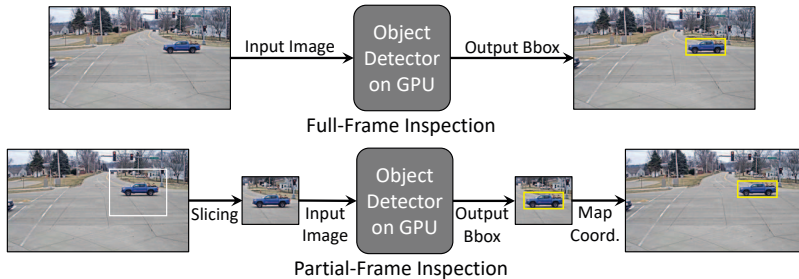 Input Image
Object
Detector
on GPU
Output Bbox
Full-Frame Inspection
Slicing
Input
Image
Object
Detector
on GPU
Output
Bbox
Map
Coord.
Partial-Frame Inspection